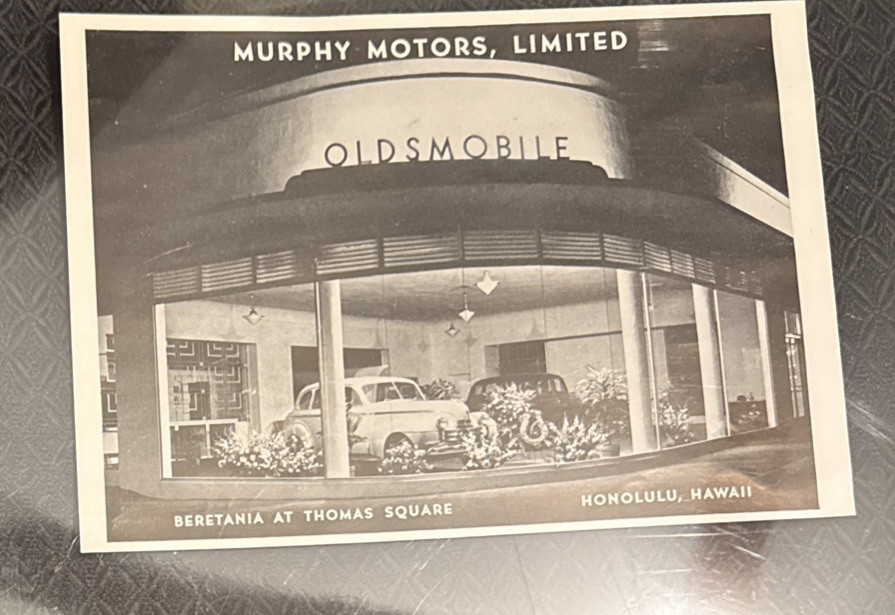 MURPHY MOTORS, LIMITED
OLDSMOBILE
BERETANIA AT THOMAS SQUARE
HONOLULU, HAWAII